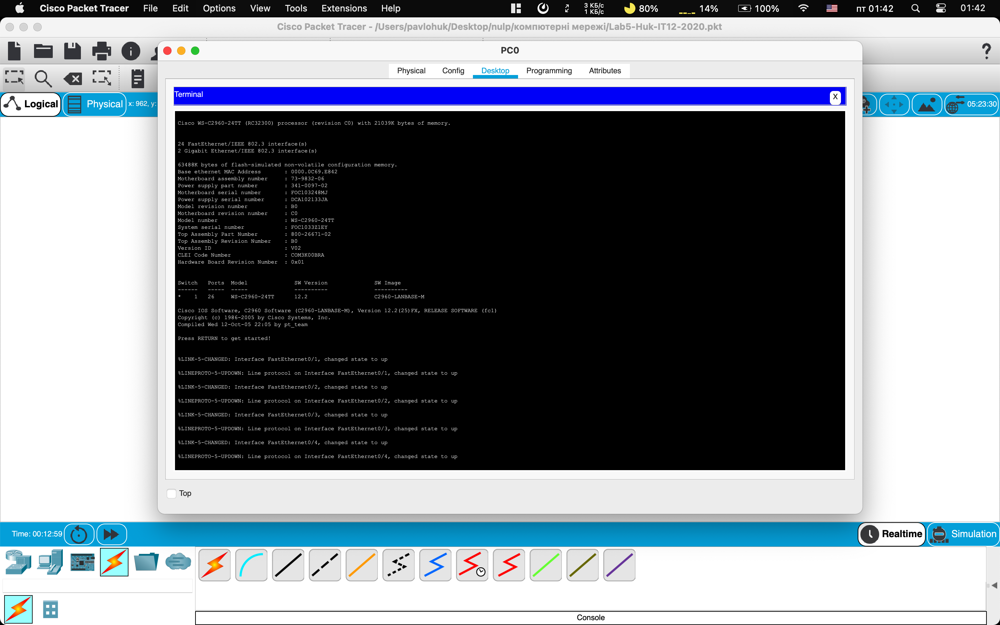 Cisco Packet Tracer File Edit Options View Tools Extensions Help 3 КБ/с 1 КБ/с 80% 14% 100% пт 01:42 01:42
Cisco Packet Tracer - /Users/pavlohuk/Desktop/nulp/компютерні мережі/Lab5-Huk-IT12-2020.pkt
PC0
Physical Config Desktop Programming Attributes
Logical Physical x: 962, y: 05:23:30
Terminal X
Cisco WS-C2960-24TT (RC32300) processor (revision C0) with 21039K bytes of memory.
24 FastEthernet/IEEE 802.3 interface(s)
2 Gigabit Ethernet/IEEE 802.3 interface(s)
63488K bytes of flash-simulated non-volatile configuration memory.
Base ethernet MAC Address : 0000.0C69.E842
Motherboard assembly number : 73-9832-06
Power supply part number : 341-0097-02
Motherboard serial number : FOC103248MJ
Power supply serial number : DCA102133JA
Model revision number : B0
Motherboard revision number : C0
Model number : WS-C2960-24TT
System serial number : FOC1033Z1EY
Top Assembly Part Number : 800-26671-02
Top Assembly Revision Number : B0
Version ID : V02
CLEI Code Number : COM3K00BRA
Hardware Board Revision Number : 0x01
Switch Ports Model SW Version SW Image
------ ----- ----- ---------- ----------
* 1 26 WS-C2960-24TT 12.2 C2960-LANBASE-M
Cisco IOS Software, C2960 Software (C2960-LANBASE-M), Version 12.2(25)FX, RELEASE SOFTWARE (fc1)
Copyright (c) 1986-2005 by Cisco Systems, Inc.
Compiled Wed 12-Oct-05 22:05 by pt_team
Press RETURN to get started!
%LINK-5-CHANGED: Interface FastEthernet0/1, changed state to up
%LINEPROTO-5-UPDOWN: Line protocol on Interface FastEthernet0/1, changed state to up
%LINK-5-CHANGED: Interface FastEthernet0/2, changed state to up
%LINEPROTO-5-UPDOWN: Line protocol on Interface FastEthernet0/2, changed state to up
%LINK-5-CHANGED: Interface FastEthernet0/3, changed state to up
%LINEPROTO-5-UPDOWN: Line protocol on Interface FastEthernet0/3, changed state to up
%LINK-5-CHANGED: Interface FastEthernet0/4, changed state to up
%LINEPROTO-5-UPDOWN: Line protocol on Interface FastEthernet0/4, changed state to up
Top
Time: 00:12:59 Realtime Simulation
Console